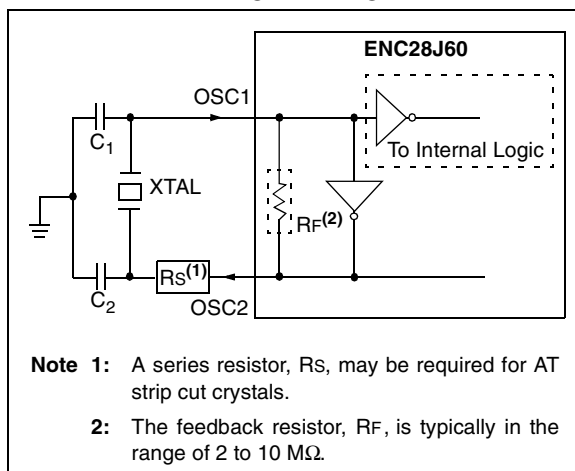 ENC28J60
OSC1
C1
To Internal Logic
XTAL
RF(2)
RS(1)
C2
OSC2
Note 1: A series resistor, RS, may be required for AT
strip cut crystals.
2: The feedback resistor, RF, is typically in the
range of 2 to 10 MΩ.